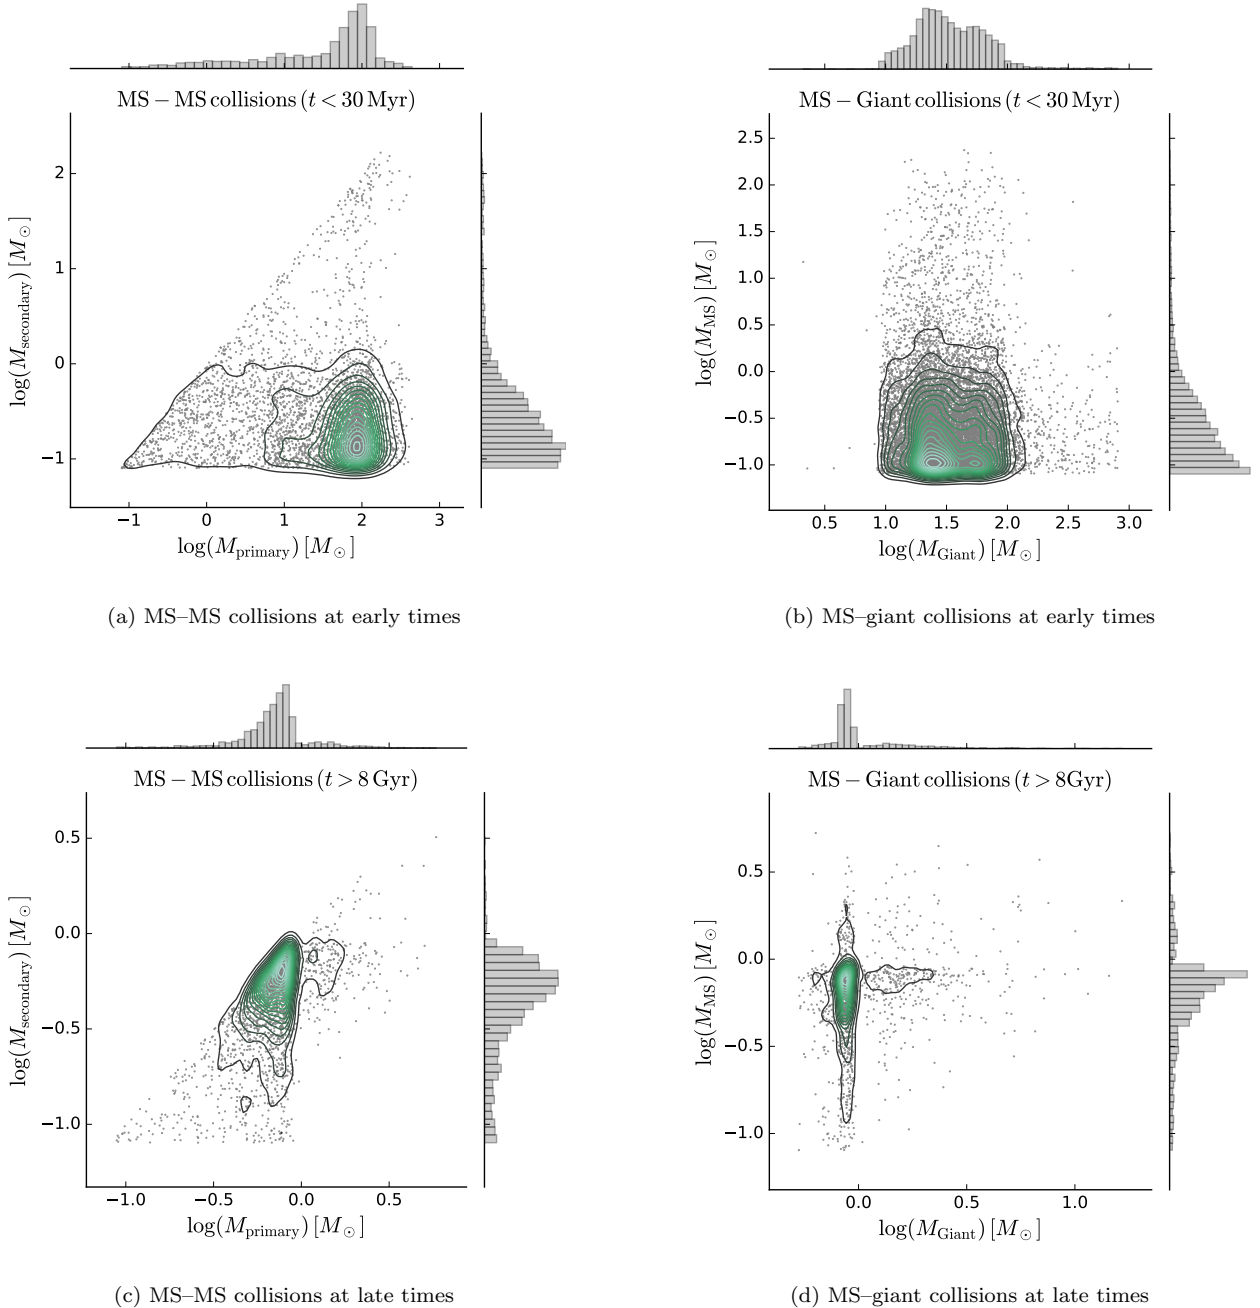 MS − MS collisions (t < 30 Myr)
log(M_secondary) [M_⊙]
2
1
0
−1
−1 0 1 2 3
log(M_primary) [M_⊙]
(a) MS–MS collisions at early times
MS − Giant collisions (t < 30 Myr)
log(M_MS) [M_⊙]
2.5
2.0
1.5
1.0
0.5
0.0
−0.5
−1.0
0.5 1.0 1.5 2.0 2.5 3.0
log(M_Giant) [M_⊙]
(b) MS–giant collisions at early times
MS − MS collisions (t > 8 Gyr)
log(M_secondary) [M_⊙]
0.5
0.0
−0.5
−1.0
−1.0 −0.5 0.0 0.5
log(M_primary) [M_⊙]
(c) MS–MS collisions at late times
MS − Giant collisions (t > 8Gyr)
log(M_MS) [M_⊙]
0.5
0.0
−0.5
−1.0
0.0 0.5 1.0
log(M_Giant) [M_⊙]
(d) MS–giant collisions at late times